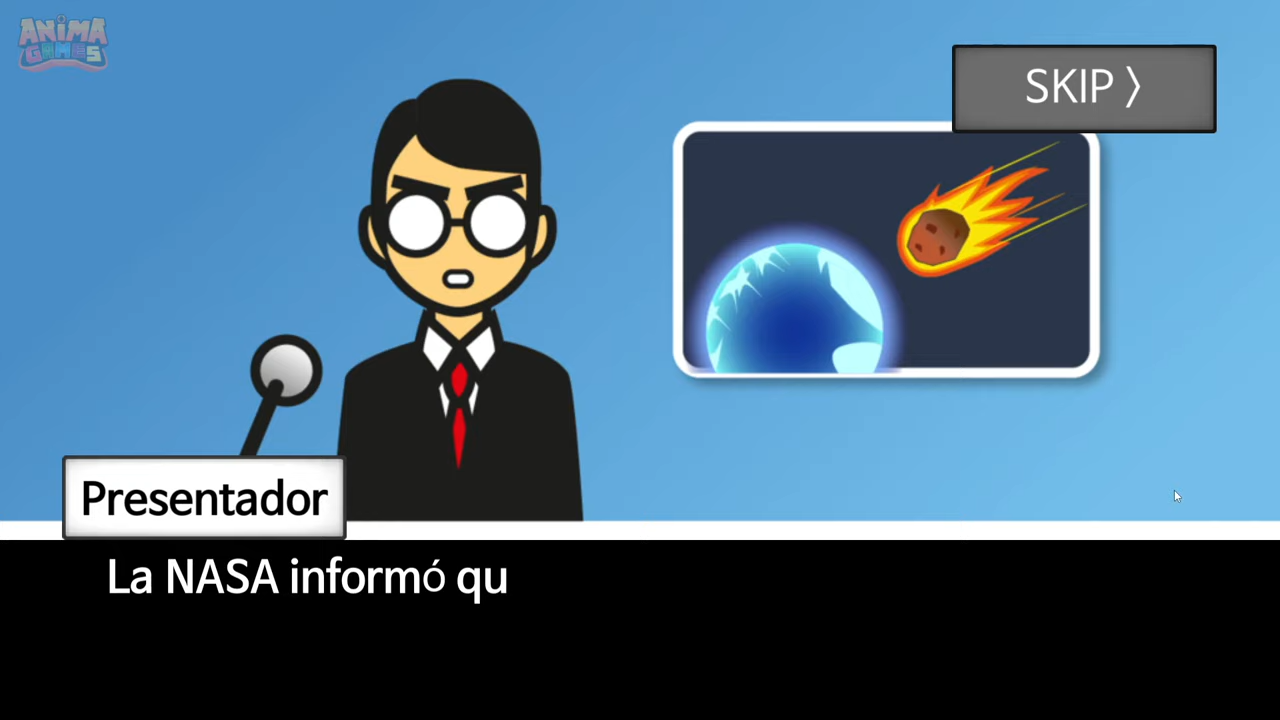 ANIMA
GAMES
SKIP 〉
Presentador
La NASA informó qu